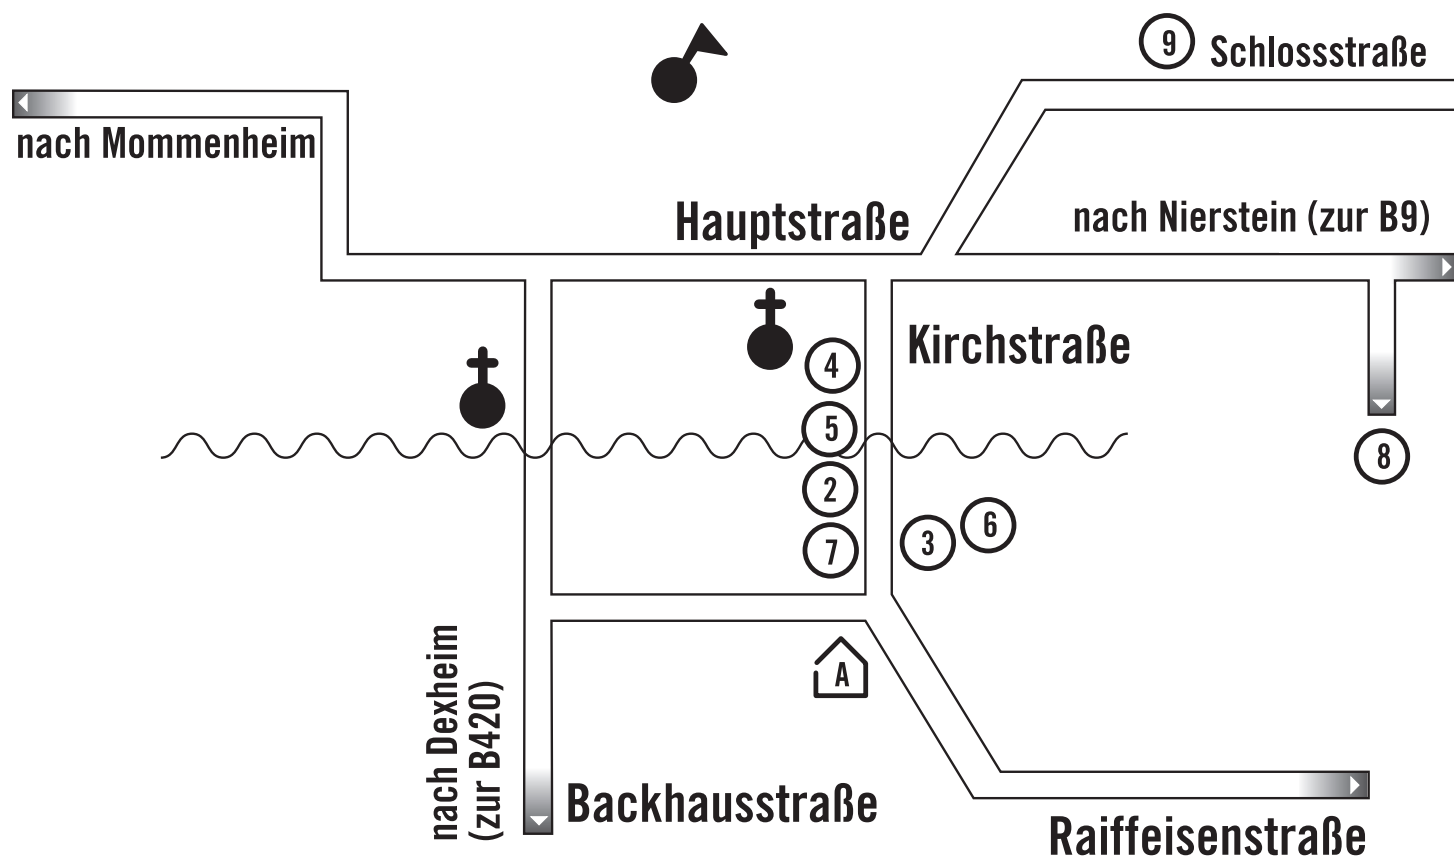 9 Schlossstraße
nach Mommenheim
Hauptstraße
nach Nierstein (zur B9)
Kirchstraße
4
5
8
2
6
3
7
A
nach Dexheim
(zur B420)
Backhausstraße
Raiffeisenstraße